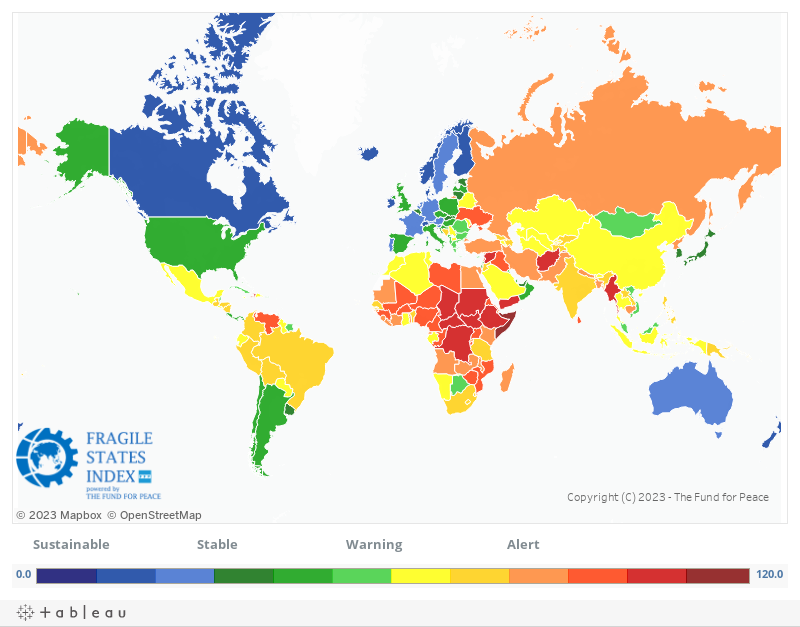 FRAGILE
STATES
INDEX
powered by
THE FUND FOR PEACE
Copyright (C) 2023 - The Fund for Peace
© 2023 Mapbox © OpenStreetMap
Sustainable Stable Warning Alert
0.0 120.0
+ableau